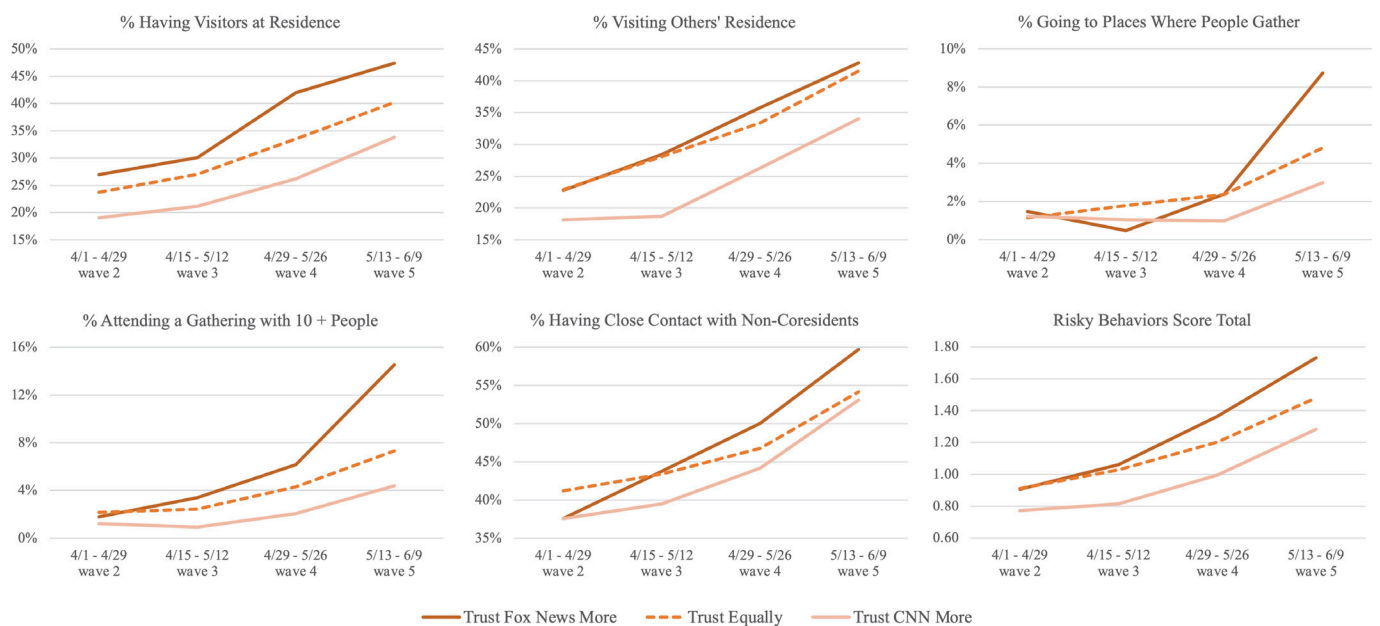 % Having Visitors at Residence
50%
45%
40%
35%
30%
25%
20%
15%
4/1 - 4/29
wave 2
4/15 - 5/12
wave 3
4/29 - 5/26
wave 4
5/13 - 6/9
wave 5
% Visiting Others' Residence
45%
40%
35%
30%
25%
20%
15%
4/1 - 4/29
wave 2
4/15 - 5/12
wave 3
4/29 - 5/26
wave 4
5/13 - 6/9
wave 5
% Going to Places Where People Gather
10%
8%
6%
4%
2%
0%
4/1 - 4/29
wave 2
4/15 - 5/12
wave 3
4/29 - 5/26
wave 4
5/13 - 6/9
wave 5
% Attending a Gathering with 10 + People
16%
12%
8%
4%
0%
4/1 - 4/29
wave 2
4/15 - 5/12
wave 3
4/29 - 5/26
wave 4
5/13 - 6/9
wave 5
% Having Close Contact with Non-Coresidents
60%
55%
50%
45%
40%
35%
4/1 - 4/29
wave 2
4/15 - 5/12
wave 3
4/29 - 5/26
wave 4
5/13 - 6/9
wave 5
Risky Behaviors Score Total
1.80
1.60
1.40
1.20
1.00
0.80
0.60
4/1 - 4/29
wave 2
4/15 - 5/12
wave 3
4/29 - 5/26
wave 4
5/13 - 6/9
wave 5
Trust Fox News More
Trust Equally
Trust CNN More